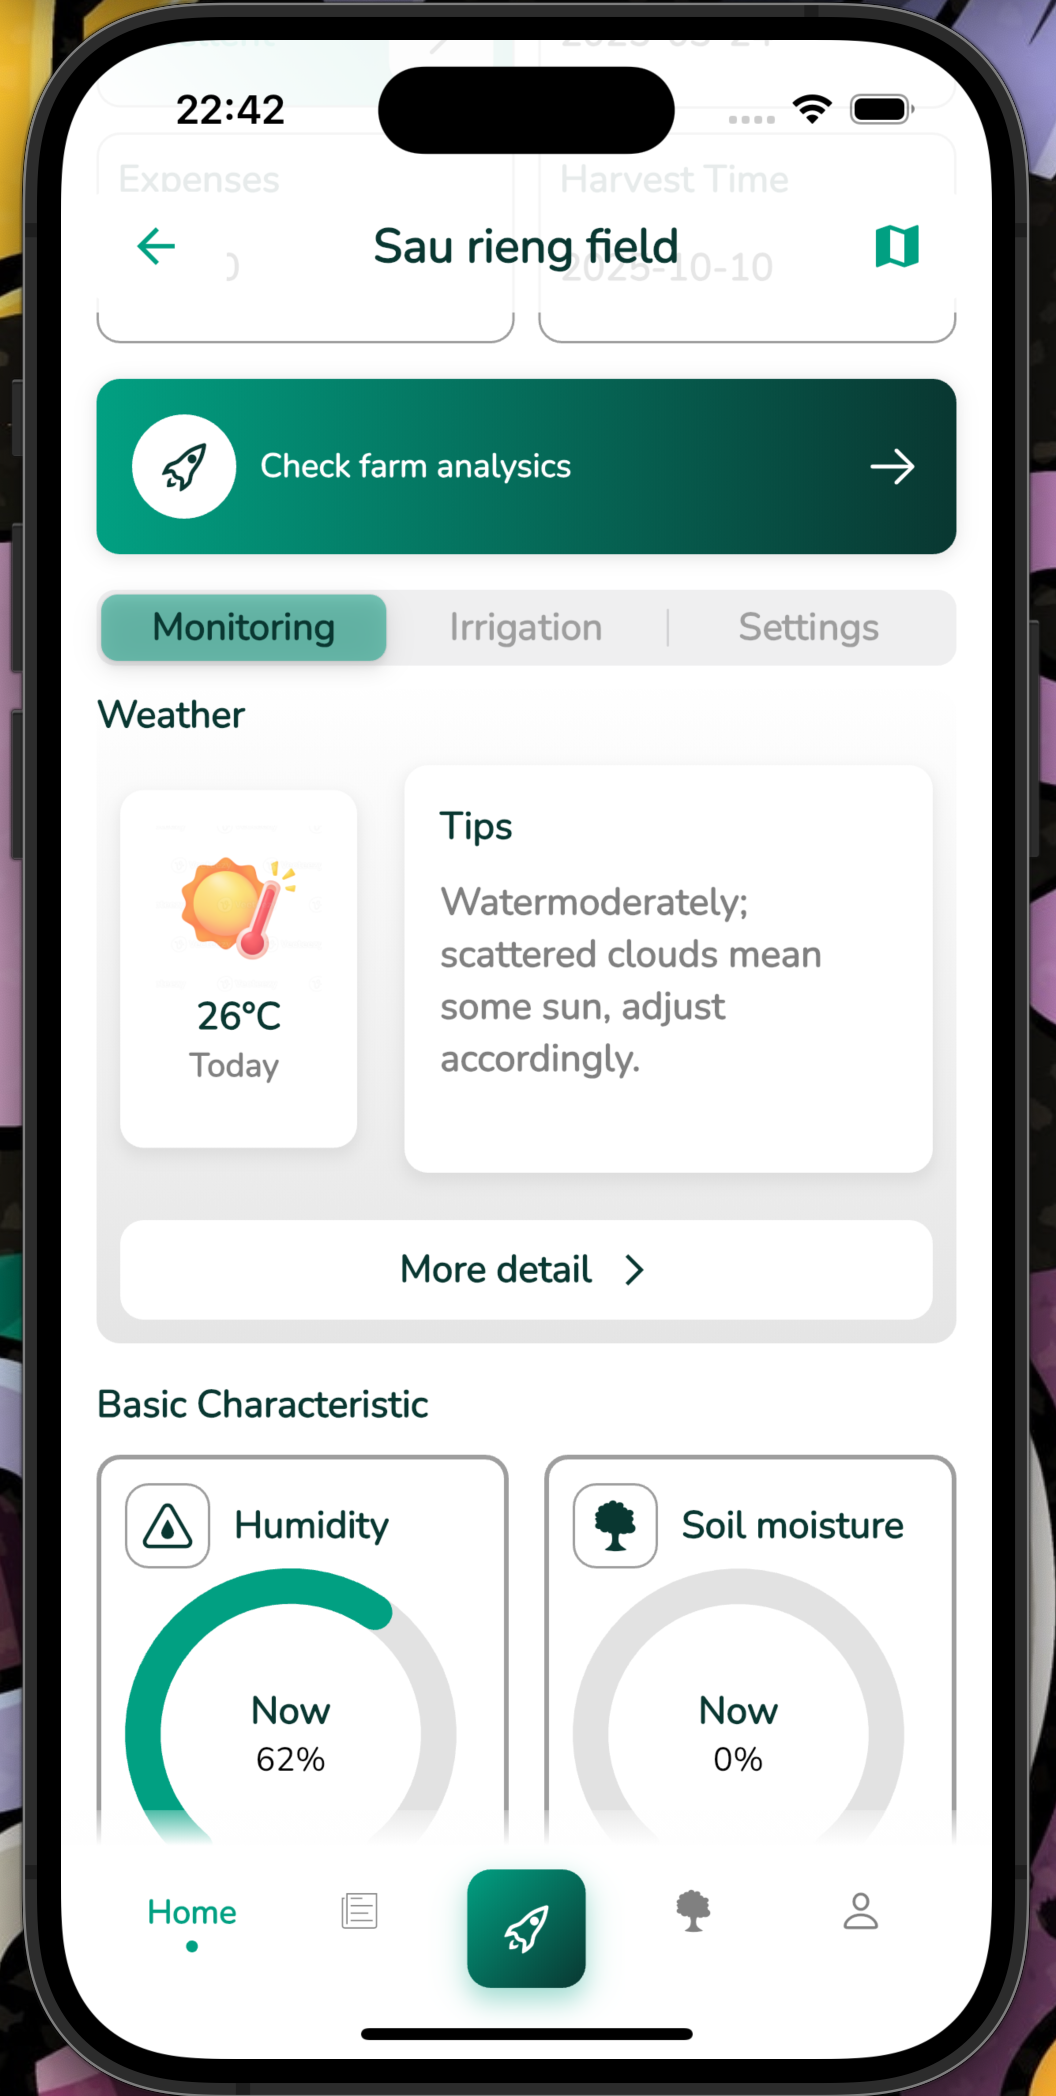 22:42
Expenses
Harvest Time
Sau rieng field
2025-10-10
Check farm analysics
Monitoring
Irrigation
Settings
Weather
26°C
Today
Tips
Watermoderately;
scattered clouds mean
some sun, adjust
accordingly.
More detail
Basic Characteristic
Humidity
Now
62%
Soil moisture
Now
0%
Home